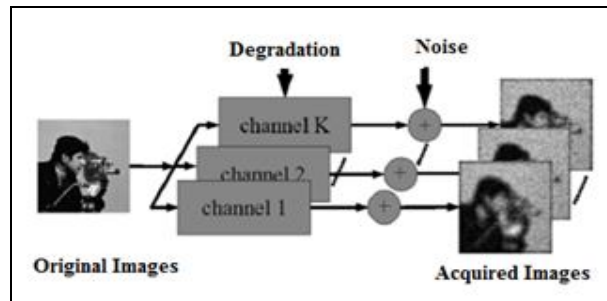 Degradation
Noise
channel K
+
channel 2
+
channel 1
+
Original Images
Acquired Images